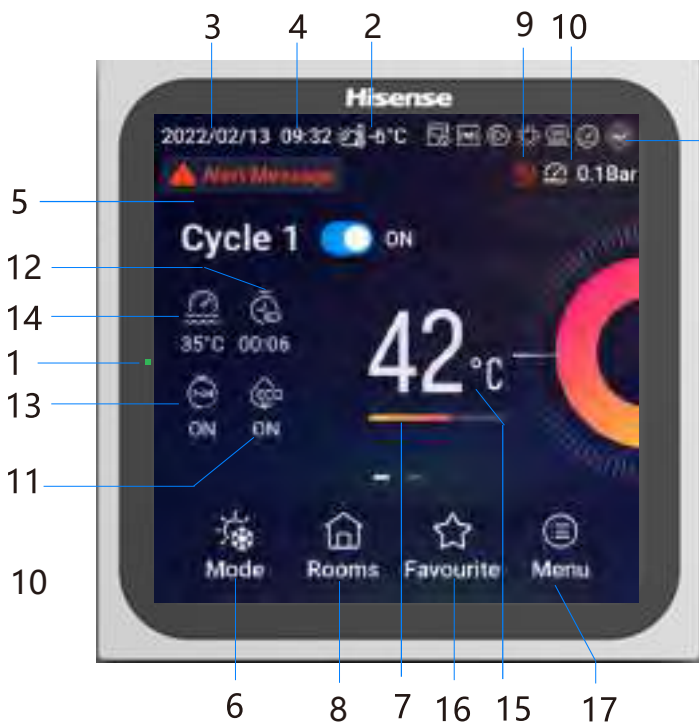 3 4 2 9 10
Hisense
2022/02/13 09:32 -6°C
Alert Message
0.1Bar
5
Cycle 1 ON
12
14
35°C 00:06
42°C
1
13
ON ON
11
Mode Rooms Favourite Menu
10
6 8 7 16 15 17